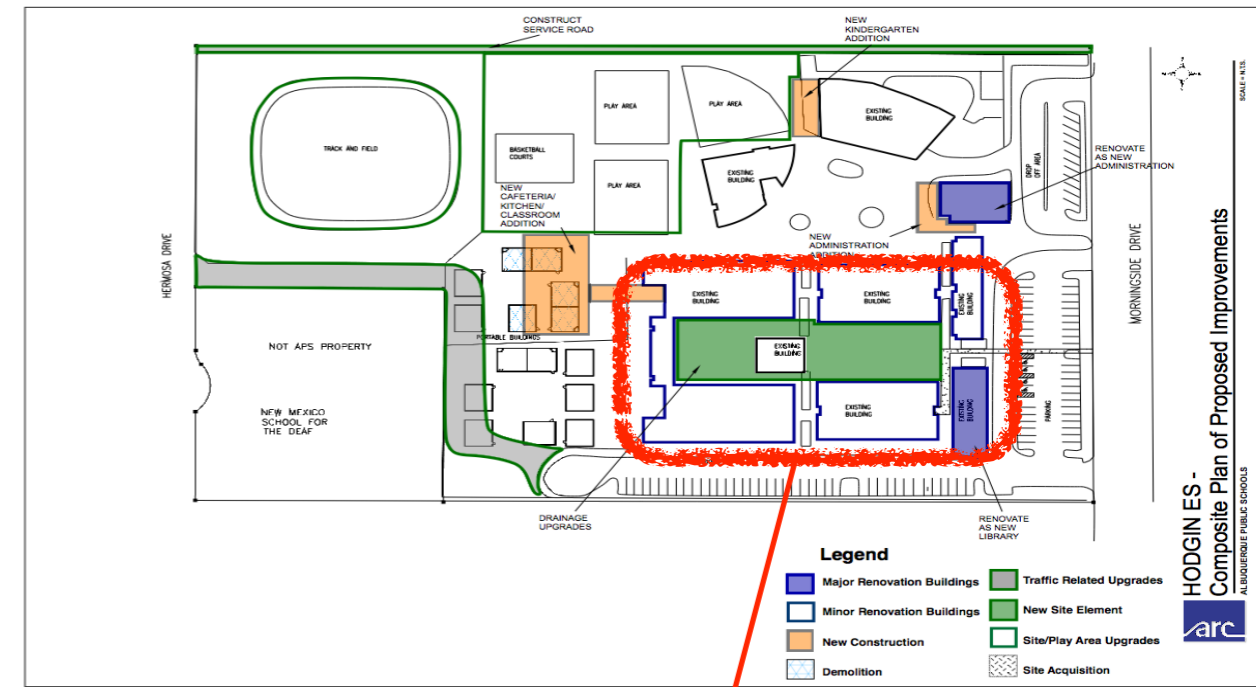 CONSTRUCT
SERVICE ROAD
NEW
KINDERGARTEN
ADDITION
PLAY AREA
PLAY AREA
EXISTING
BUILDING
TRACK AND FIELD
BASKETBALL
COURTS
EXISTING
BUILDING
PLAY AREA
DROP
OFF AREA
RENOVATE
AS NEW
ADMINISTRATION
NEW
CAFETERIA/
KITCHEN/
CLASSROOM
ADDITION
NEW
ADMINISTRATION
ADDITION
HERMOSA DRIVE
MORNINGSIDE DRIVE
EXISTING
BUILDING
EXISTING
BUILDING
EXISTING
BUILDING
PORTABLE BUILDINGS
NOT APS PROPERTY
EXISTING
BUILDING
NEW MEXICO
SCHOOL FOR
THE DEAF
EXISTING
BUILDING
EXISTING
BUILDING
PARKING
DRAINAGE
UPGRADES
RENOVATE
AS NEW
LIBRARY
Legend
Major Renovation Buildings
Minor Renovation Buildings
New Construction
Demolition
Traffic Related Upgrades
New Site Element
Site/Play Area Upgrades
Site Acquisition
HODGIN ES -
Composite Plan of Proposed Improvements
ALBUQUERQUE PUBLIC SCHOOLS
SCALE = N.T.S.
arc